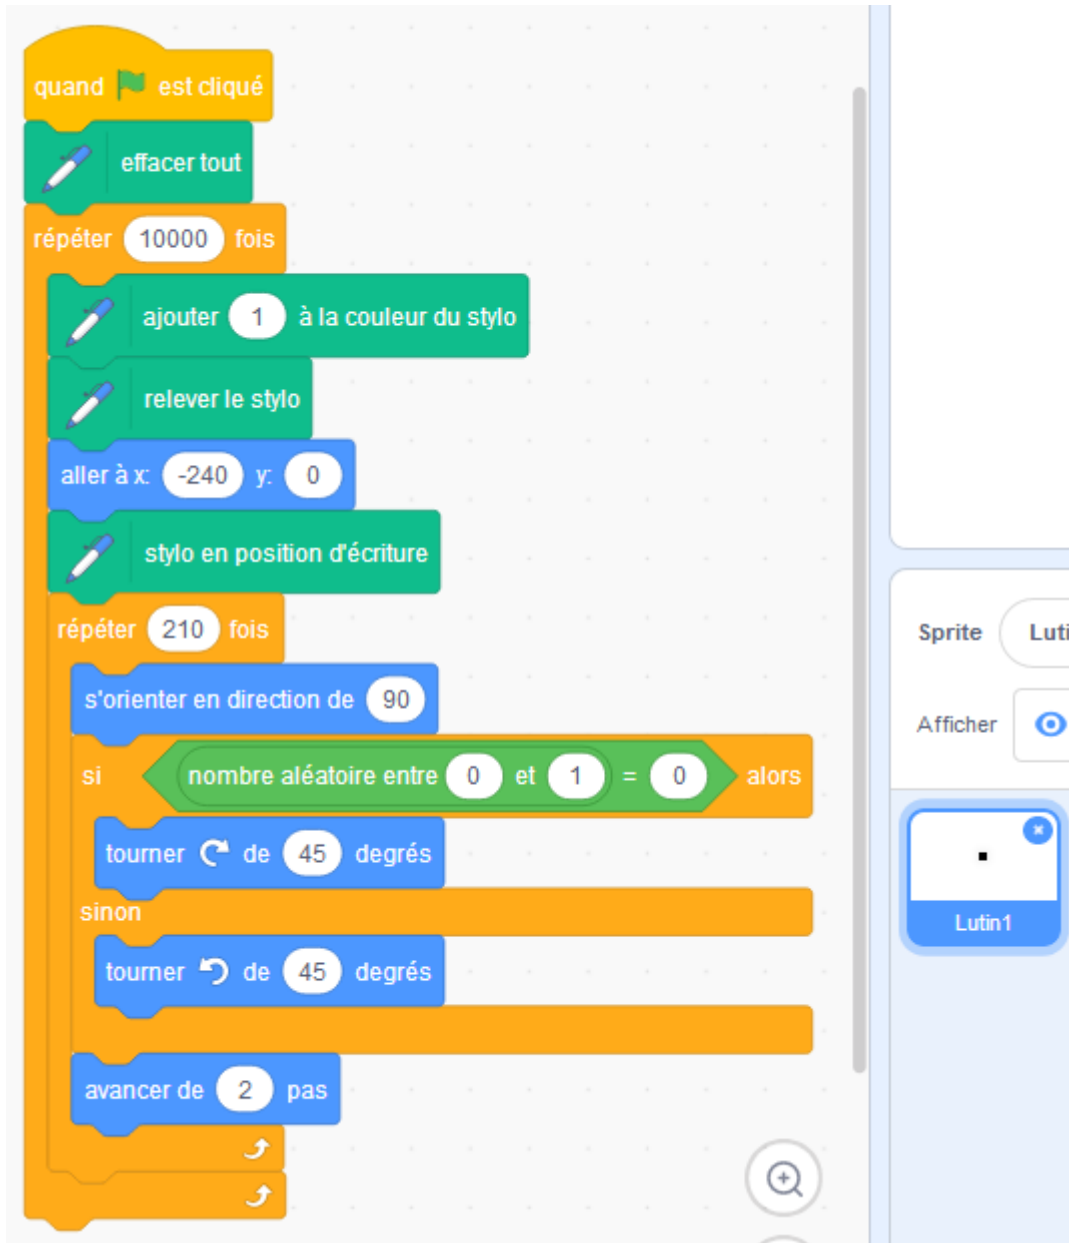 quand est cliqué
effacer tout
répéter 10000 fois
ajouter 1 à la couleur du stylo
relever le stylo
aller à x: -240 y: 0
stylo en position d'écriture
répéter 210 fois
s'orienter en direction de 90
si nombre aléatoire entre 0 et 1 = 0 alors
tourner de 45 degrés
sinon
tourner de 45 degrés
avancer de 2 pas
Sprite Luti
Afficher
Lutin1